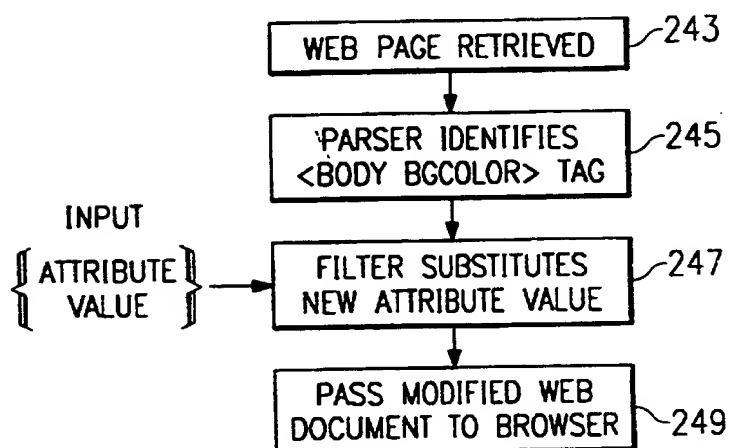 WEB PAGE RETRIEVED
243
PARSER IDENTIFIES
<BODY BGCOLOR> TAG
245
INPUT
{ATTRIBUTE
VALUE}
FILTER SUBSTITUTES
NEW ATTRIBUTE VALUE
247
PASS MODIFIED WEB
DOCUMENT TO BROWSER
249